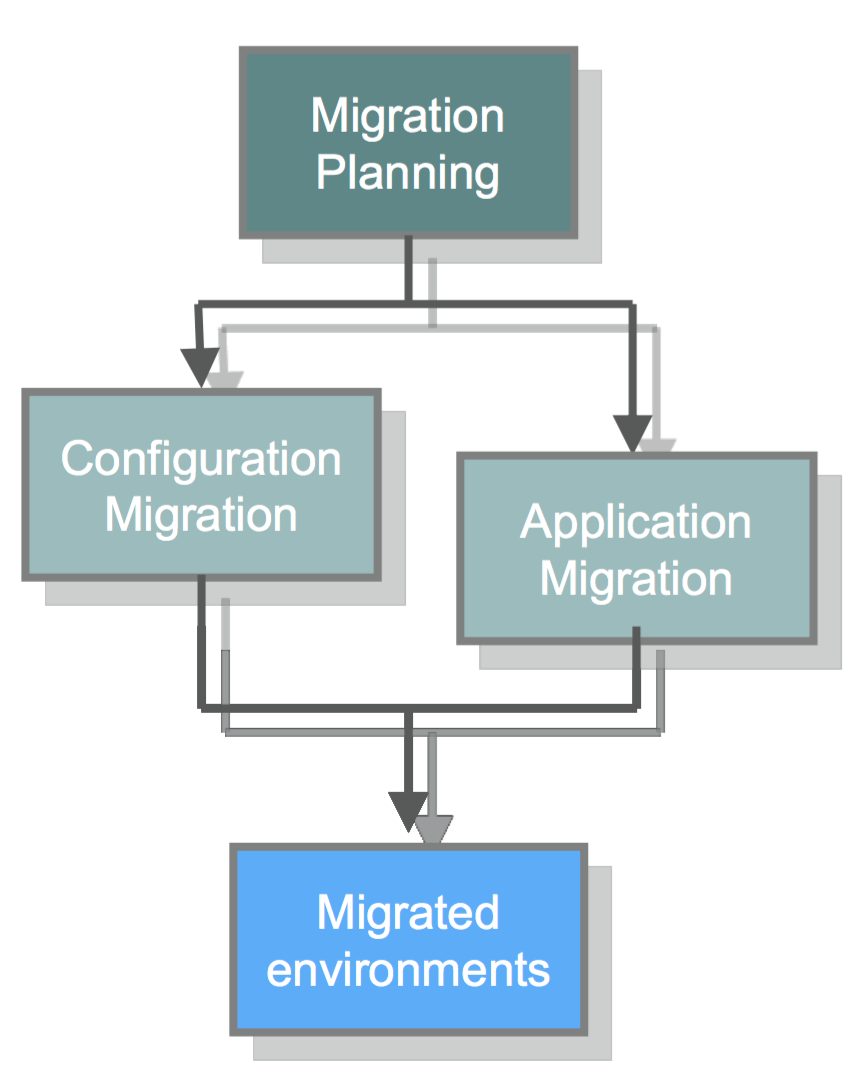 Migration
Planning
Configuration
Migration
Application
Migration
Migrated
environments